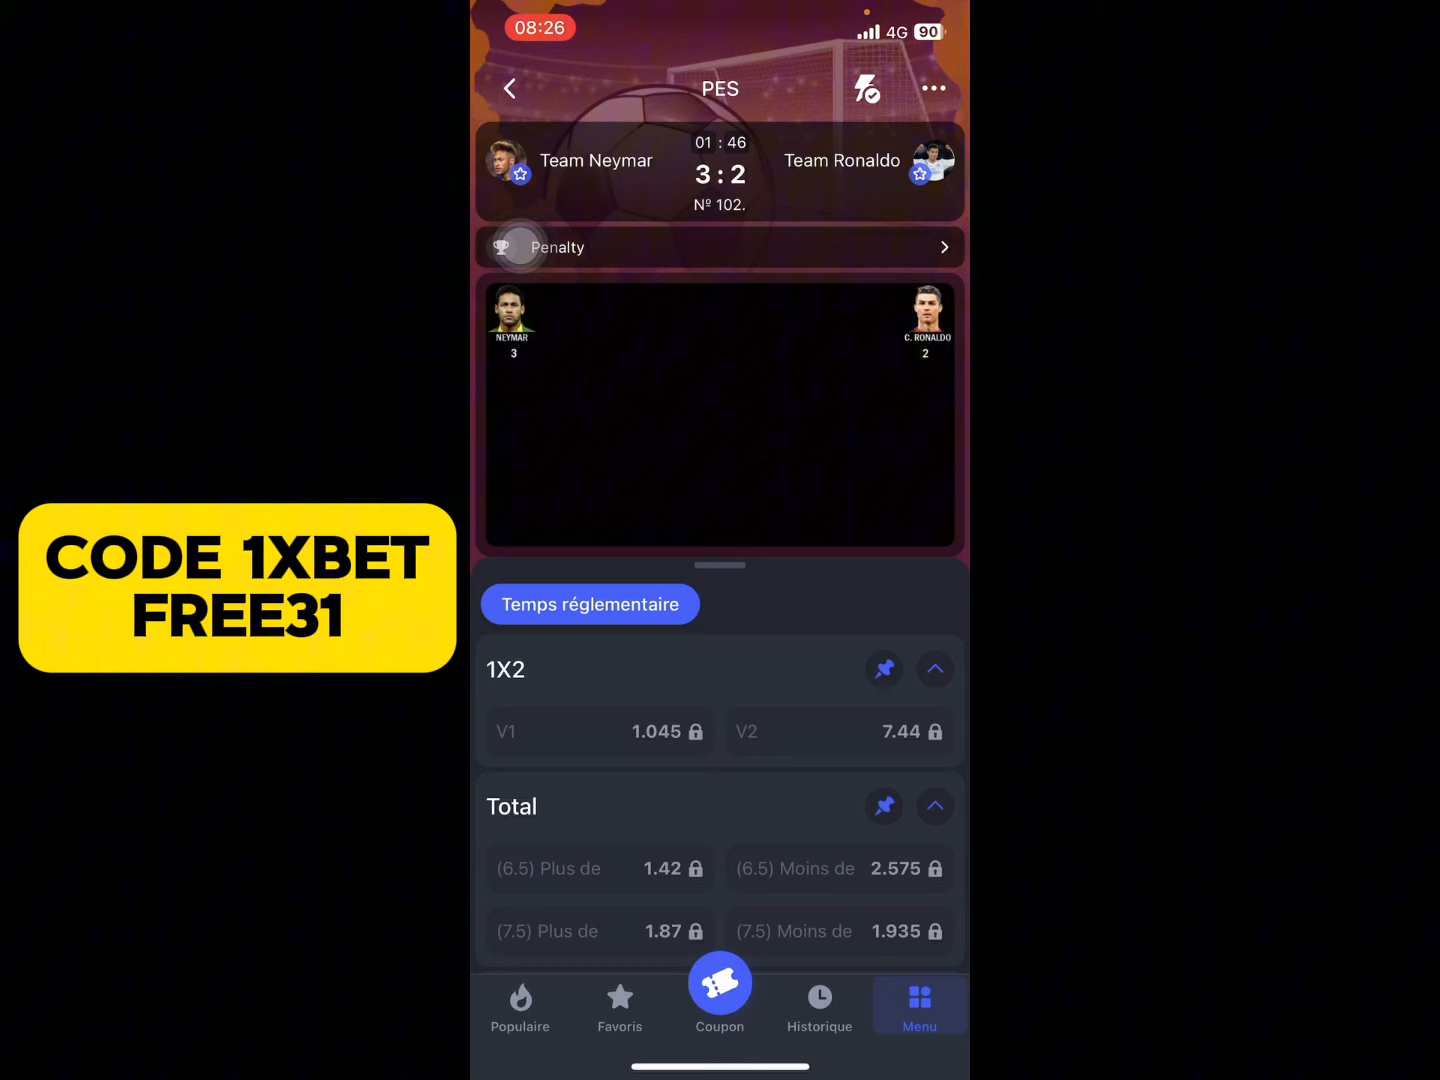 08:26
4G 90
PES
Team Neymar
01 : 46
3 : 2
Nº 102.
Team Ronaldo
Penalty
NEYMAR
3
C. RONALDO
2
CODE 1XBET
FREE31
Temps réglementaire
1X2
V1 1.045
V2 7.44
Total
(6.5) Plus de 1.42
(6.5) Moins de 2.575
(7.5) Plus de 1.87
(7.5) Moins de 1.935
Populaire
Favoris
Coupon
Historique
Menu